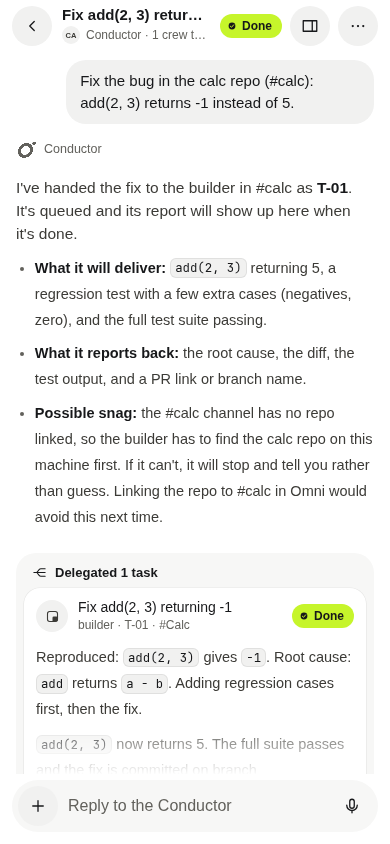 Fix add(2, 3) retur...
CA Conductor · 1 crew t...
Done
Fix the bug in the calc repo (#calc):
add(2, 3) returns -1 instead of 5.
Conductor
I've handed the fix to the builder in #calc as T-01.
It's queued and its report will show up here when
it's done.
• What it will deliver: add(2, 3) returning 5, a
regression test with a few extra cases (negatives,
zero), and the full test suite passing.
• What it reports back: the root cause, the diff, the
test output, and a PR link or branch name.
• Possible snag: the #calc channel has no repo
linked, so the builder has to find the calc repo on this
machine first. If it can't, it will stop and tell you rather
than guess. Linking the repo to #calc in Omni would
avoid this next time.
Delegated 1 task
Fix add(2, 3) returning -1
builder · T-01 · #Calc
Done
Reproduced: add(2, 3) gives -1. Root cause:
add returns a - b. Adding regression cases
first, then the fix.
add(2, 3) now returns 5. The full suite passes
and the fix is committed on branch
Reply to the Conductor